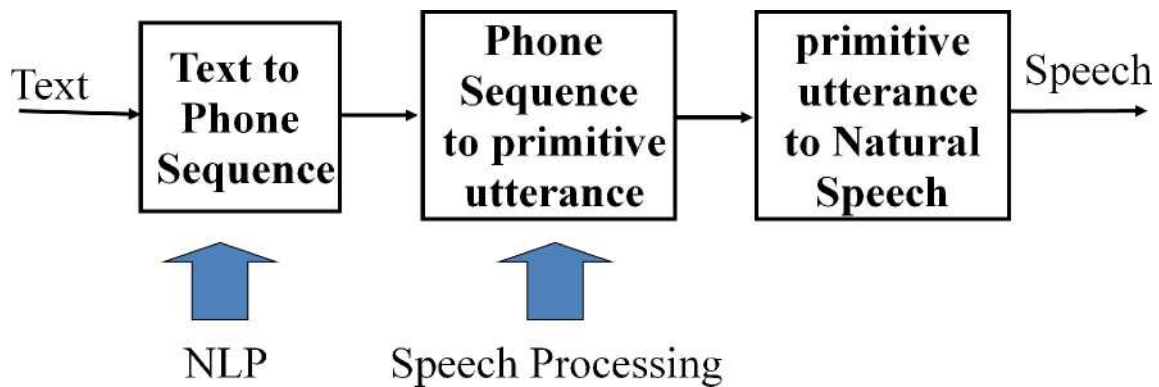 Text
Text to
Phone
Sequence
Phone
Sequence
to primitive
utterance
primitive
utterance
to Natural
Speech
Speech
NLP
Speech Processing